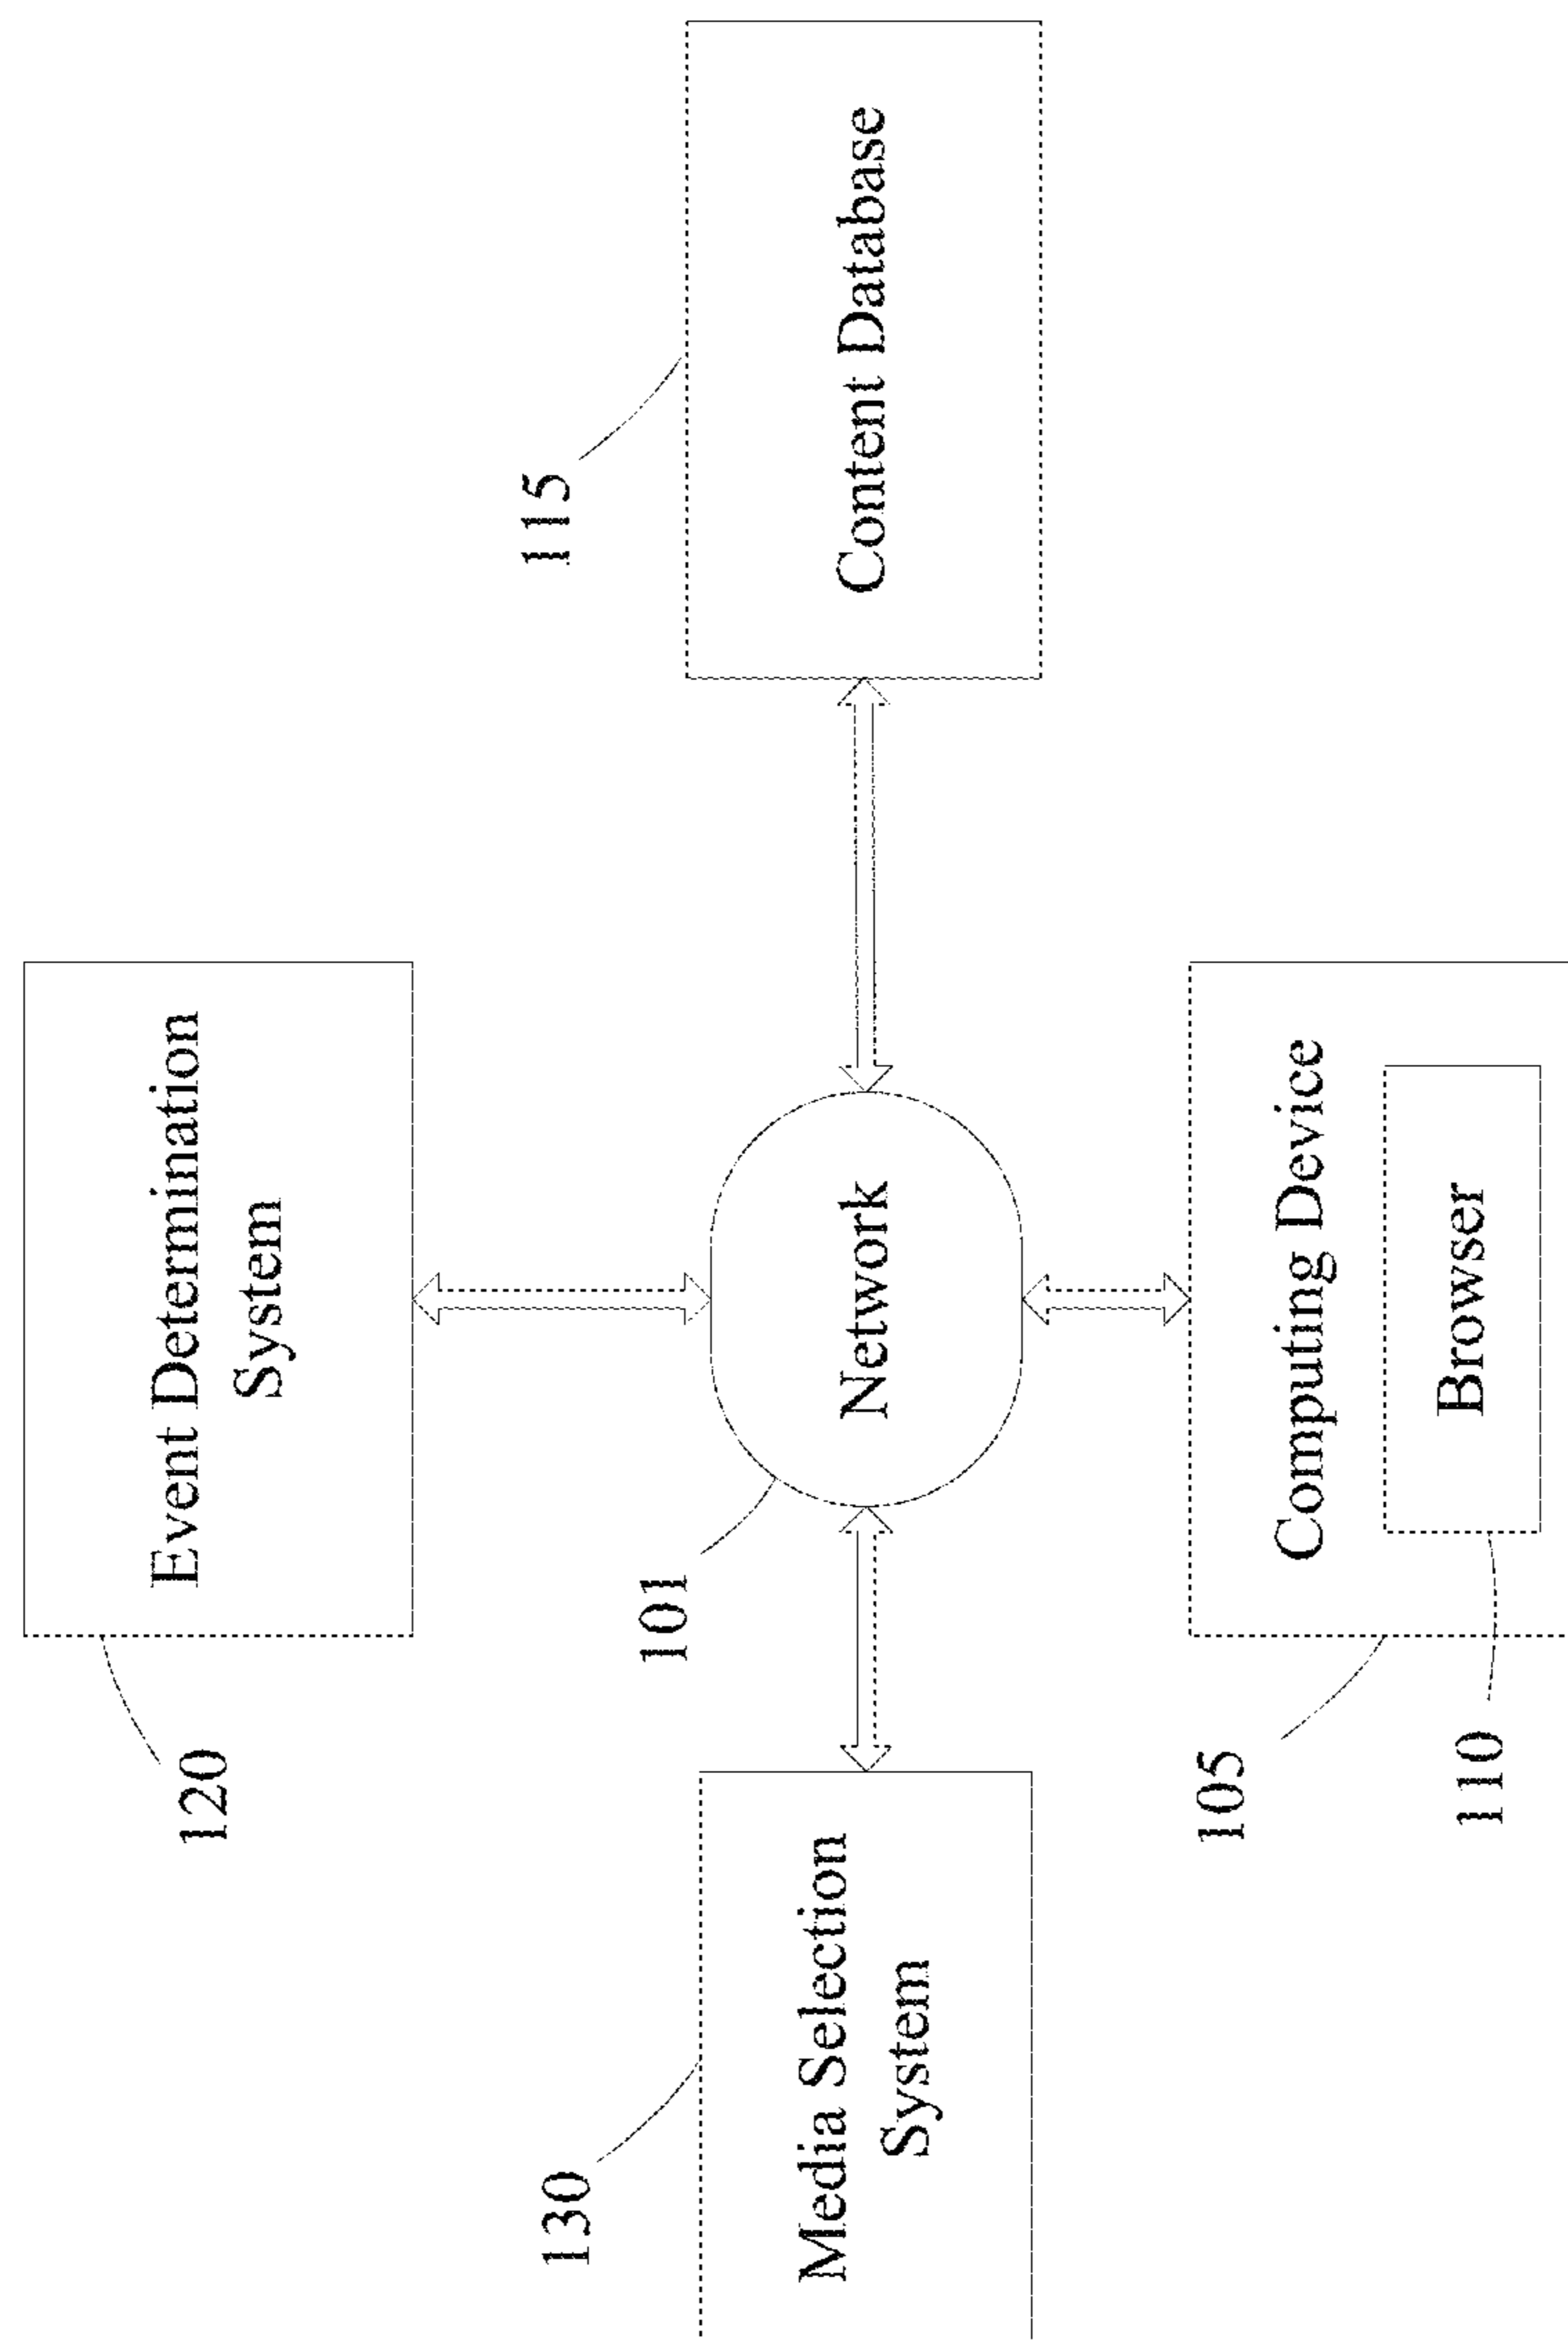 120
Event Determination
System
130
Media Selection
System
101
Network
115
Content Database
105
Computing Device
110
Browser